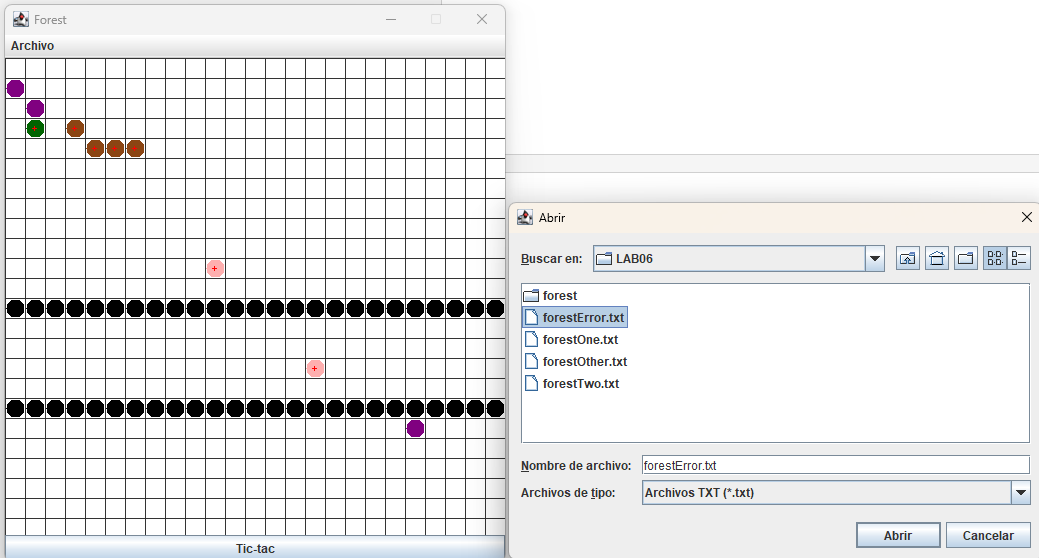 Forest
Archivo
Tic-tac
Abrir
Buscar en: LAB06
forest
forestError.txt
forestOne.txt
forestOther.txt
forestTwo.txt
Nombre de archivo: forestError.txt
Archivos de tipo: Archivos TXT (*.txt)
Abrir Cancelar